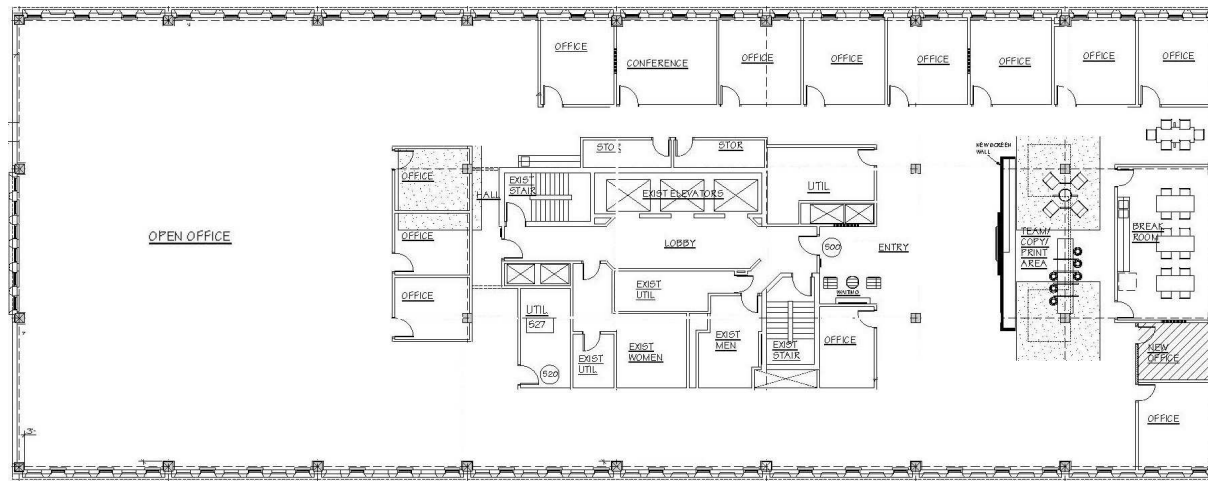 OFFICE
CONFERENCE
OFFICE
OFFICE
OFFICE
OFFICE
OFFICE
OFFICE
NEW SCREEN
WALL
STOR
STOR
OFFICE
HALL
EXIST
STAIR
EXIST ELEVATORS
UTIL
OPEN OFFICE
OFFICE
LOBBY
500
ENTRY
TEAM/
COPY/
PRINT
AREA
BREAK
ROOM
OFFICE
EXIST
UTIL
WAITING
UTIL
527
EXIST
UTIL
EXIST
WOMEN
EXIST
MEN
EXIST
STAIR
OFFICE
NEW
OFFICE
520
OFFICE